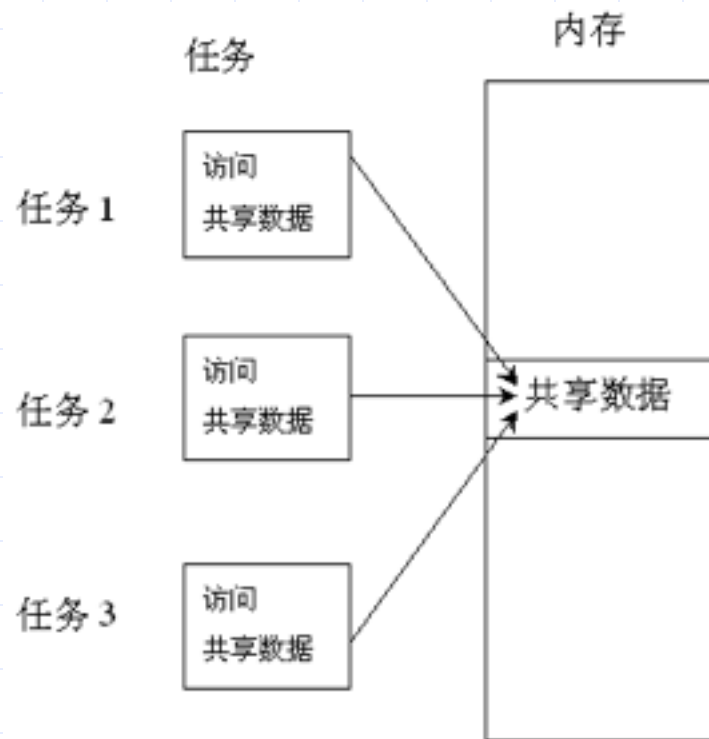 任务
内存
任务 1
访问
共享数据
任务 2
访问
共享数据
共享数据
任务 3
访问
共享数据